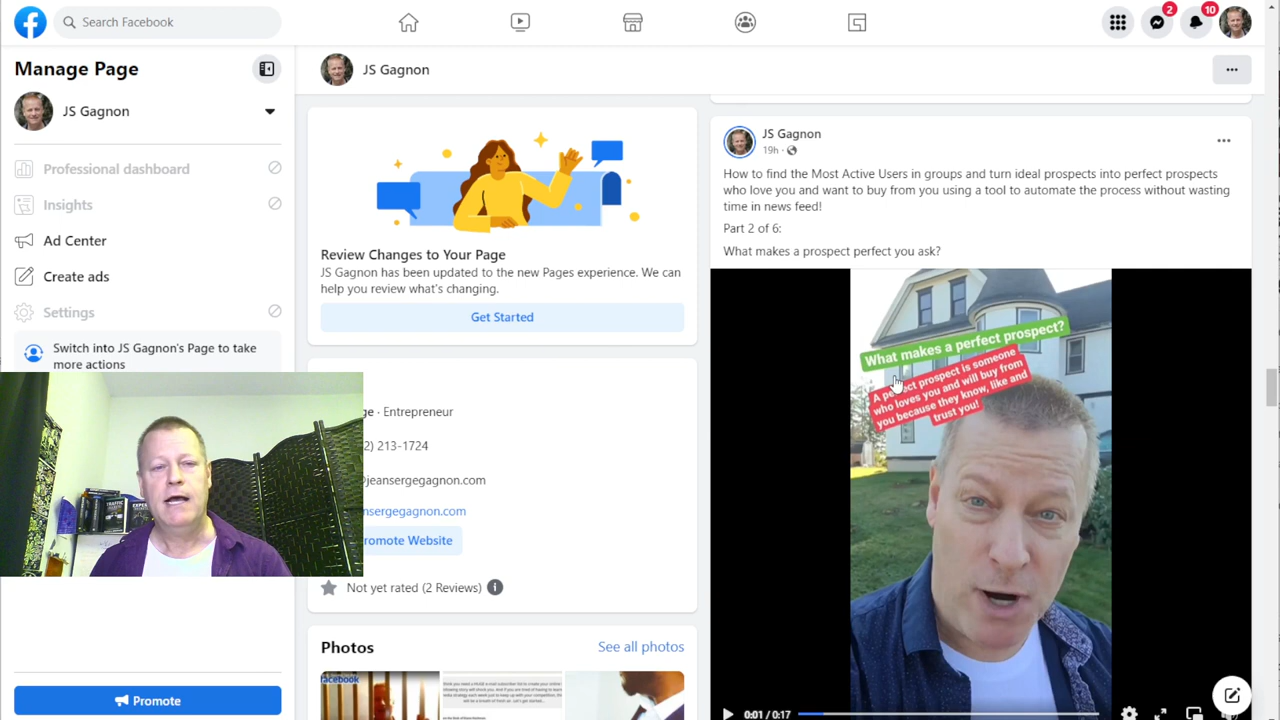 Search Facebook
2
10
Manage Page
JS Gagnon
JS Gagnon
Professional dashboard
Insights
Ad Center
Create ads
Settings
Switch into JS Gagnon's Page to take
more actions
Promote
Review Changes to Your Page
JS Gagnon has been updated to the new Pages experience. We can
help you review what's changing.
Get Started
· Entrepreneur
2) 213-1724
jeansergegagnon.com
nsergegagnon.com
romote Website
Not yet rated (2 Reviews)
Photos
See all photos
facebook
JS Gagnon
19h ·
How to find the Most Active Users in groups and turn ideal prospects into perfect prospects
who love you and want to buy from you using a tool to automate the process without wasting
time in news feed!
Part 2 of 6:
What makes a prospect perfect you ask?
What makes a perfect prospect?
A perfect prospect is someone
who loves you and will buy from
you because they know, like and
trust you!
0:01 / 0:17